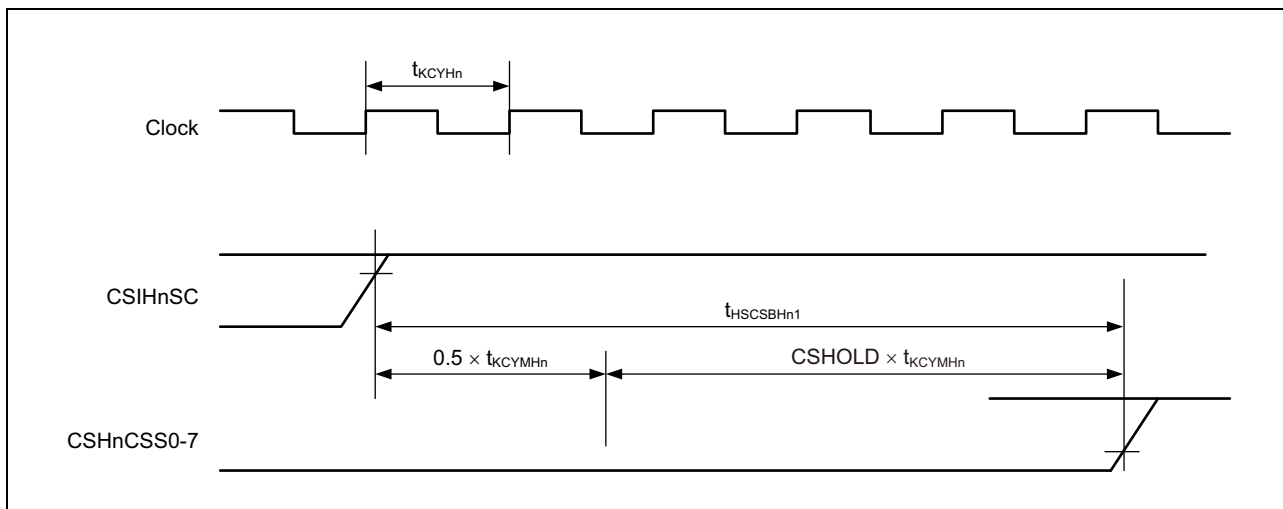 tKCYHn
Clock
CSIHnSC
tHSCSBHn1
0.5 × tKCYMHn
CSHOLD × tKCYMHn
CSHnCSS0-7